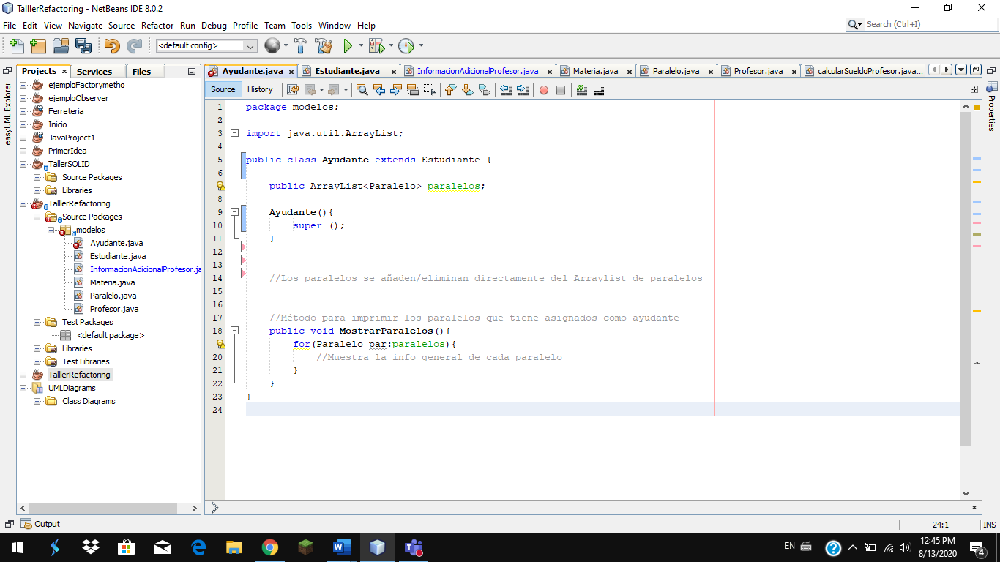 TalllerRefactoring - NetBeans IDE 8.0.2
File Edit View Navigate Source Refactor Run Debug Profile Team Tools Window Help
Search (Ctrl+I)
<default config>
Projects Services Files
easyUML Explorer
ejemploFactorymetho
ejemploObserver
Ferreteria
Inicio
JavaProject1
PrimerIdea
TallerSOLID
Source Packages
Libraries
TalllerRefactoring
Source Packages
modelos
Ayudante.java
Estudiante.java
InformacionAdicionalProfesor.ja
Materia.java
Paralelo.java
Profesor.java
Test Packages
<default package>
Libraries
Test Libraries
TalllerRefactoring
UMLDiagrams
Class Diagrams
Ayudante.java Estudiante.java InformacionAdicionalProfesor.java Materia.java Paralelo.java Profesor.java calcularSueldoProfesor.java...
Source History
1 package modelos;
2
3 import java.util.ArrayList;
4
5 public class Ayudante extends Estudiante {
6
public ArrayList<Paralelo> paralelos;
8
9 Ayudante(){
10 super ();
11 }
12
13
14 //Los paralelos se añaden/eliminan directamente del Arraylist de paralelos
15
16
17 //Método para imprimir los paralelos que tiene asignados como ayudante
18 public void MostrarParalelos(){
for(Paralelo par:paralelos){
20 //Muestra la info general de cada paralelo
21 }
22 }
23 }
24
Properties
Output
24:1 INS
EN
12:45 PM
8/13/2020
4